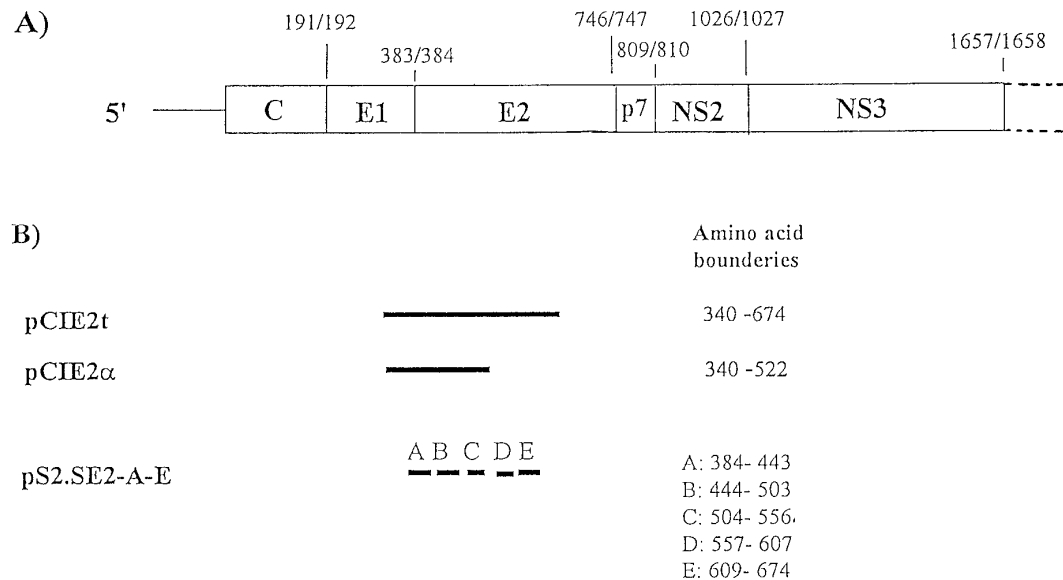 A)
191/192
383/384
746/747
809/810
1026/1027
1657/1658
5' C E1 E2 p7 NS2 NS3
B)
Amino acid
bounderies
pCIE2t 340 -674
pCIE2α 340 -522
A B C D E
pS2.SE2-A-E
A: 384- 443
B: 444- 503
C: 504- 556
D: 557- 607
E: 609- 674